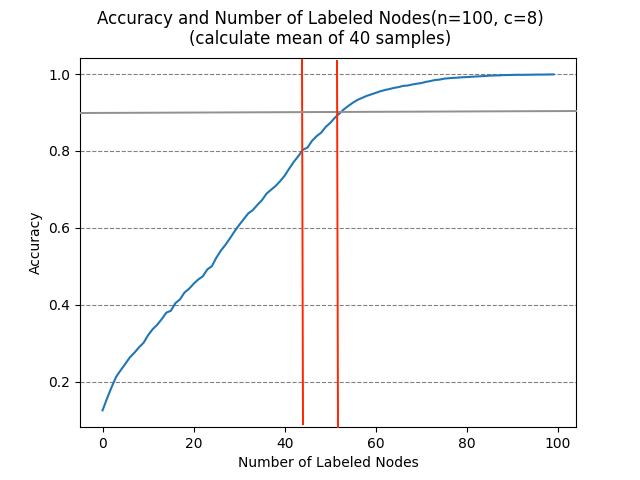 Accuracy and Number of Labeled Nodes(n=100, c=8)
(calculate mean of 40 samples)
1.0
0.8
0.6
0.4
0.2
Accuracy
0 20 40 60 80 100
Number of Labeled Nodes